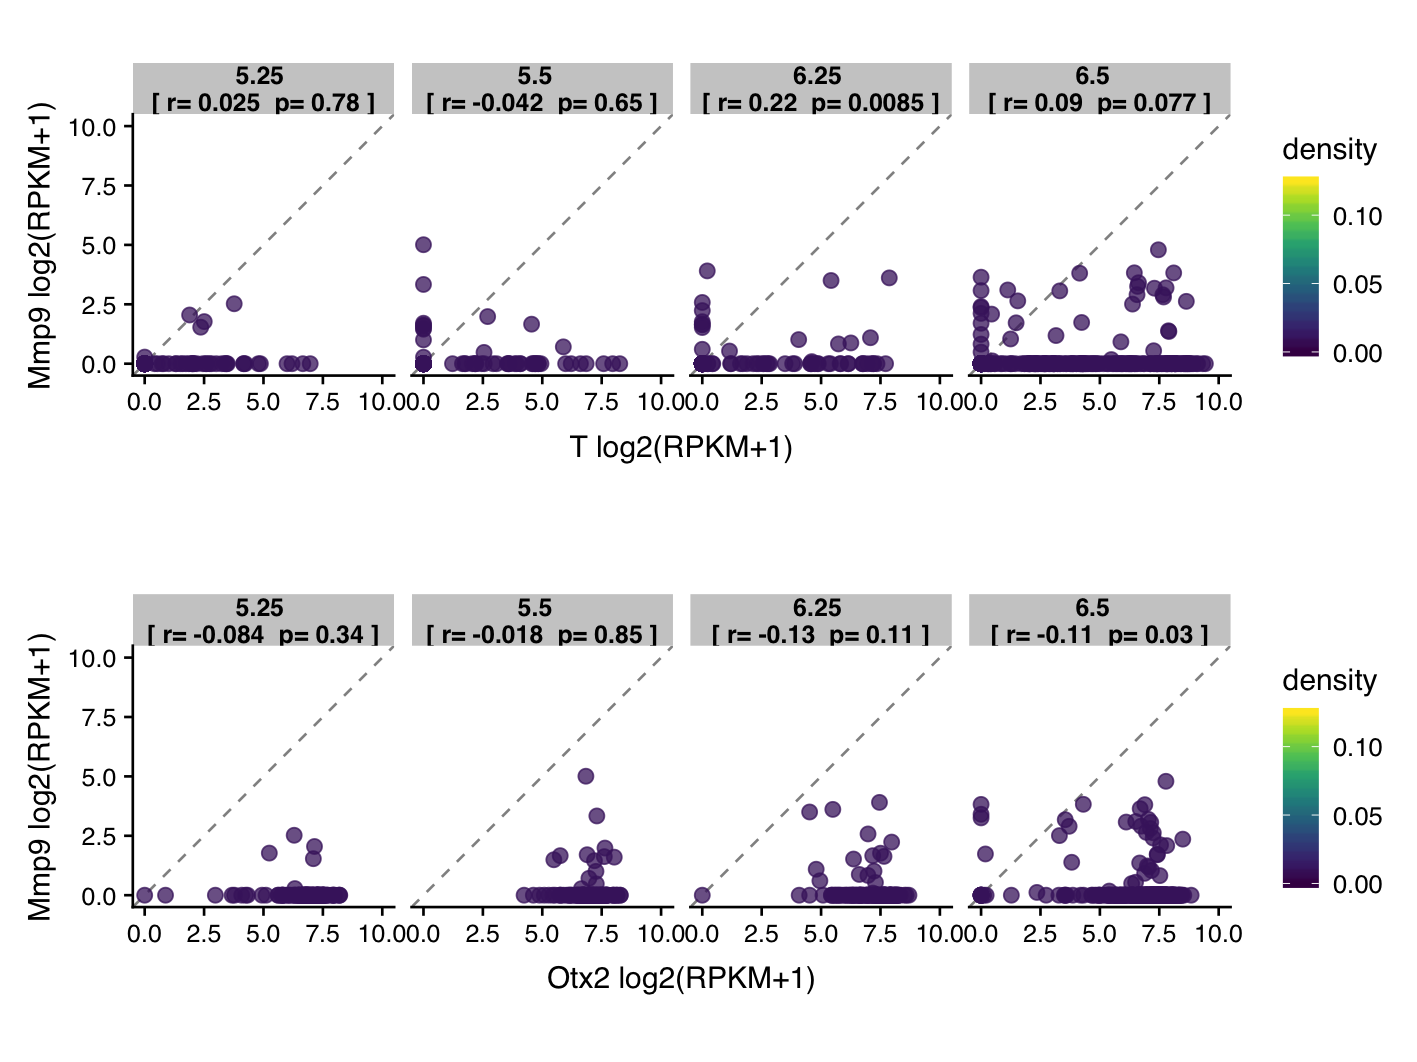 5.25 5.5 6.25 6.5
[ r= 0.025  p= 0.78 ] [ r= -0.042  p= 0.65 ] [ r= 0.22  p= 0.0085 ] [ r= 0.09  p= 0.077 ]
Mmp9 log2(RPKM+1)
10.0
7.5
5.0
2.5
0.0
0.0 2.5 5.0 7.5 10.0 0.0 2.5 5.0 7.5 10.0 0.0 2.5 5.0 7.5 10.0 0.0 2.5 5.0 7.5 10.0
T log2(RPKM+1)
density
0.10
0.05
0.00
5.25 5.5 6.25 6.5
[ r= -0.084  p= 0.34 ] [ r= -0.018  p= 0.85 ] [ r= -0.13  p= 0.11 ] [ r= -0.11  p= 0.03 ]
Mmp9 log2(RPKM+1)
10.0
7.5
5.0
2.5
0.0
0.0 2.5 5.0 7.5 10.0 0.0 2.5 5.0 7.5 10.0 0.0 2.5 5.0 7.5 10.0 0.0 2.5 5.0 7.5 10.0
Otx2 log2(RPKM+1)
density
0.10
0.05
0.00